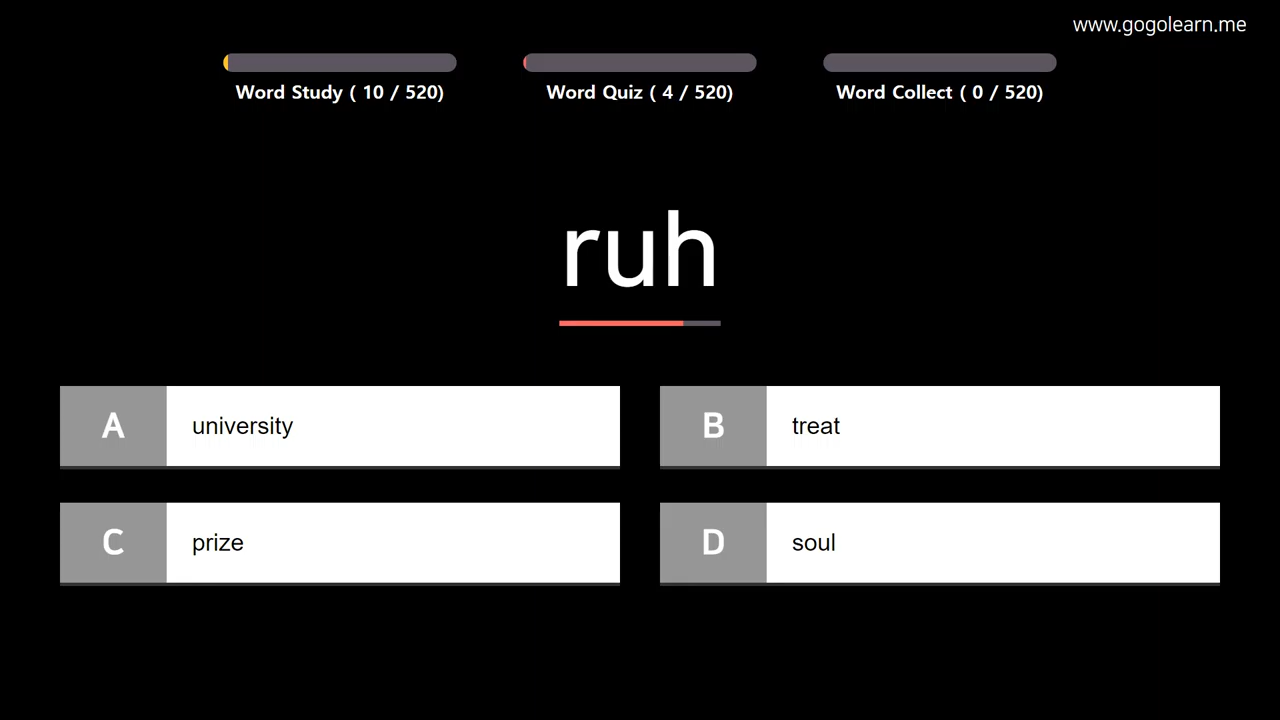 www.gogolearn.me
Word Study ( 10 / 520)
Word Quiz ( 4 / 520)
Word Collect ( 0 / 520)
ruh
A university
B treat
C prize
D soul